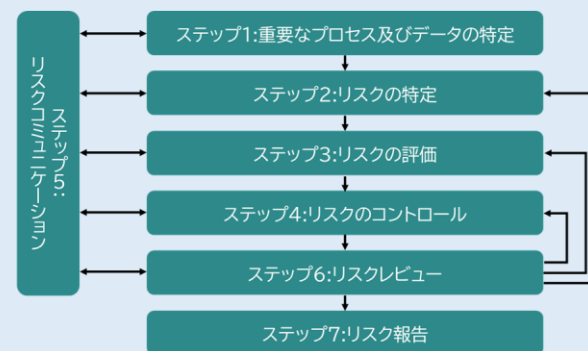 ステップ1:重要なプロセス及びデータの特定
ステップ2:リスクの特定
ステップ3:リスクの評価
ステップ4:リスクのコントロール
ステップ5:
リスクコミュニケーション
ステップ6:リスクレビュー
ステップ7:リスク報告